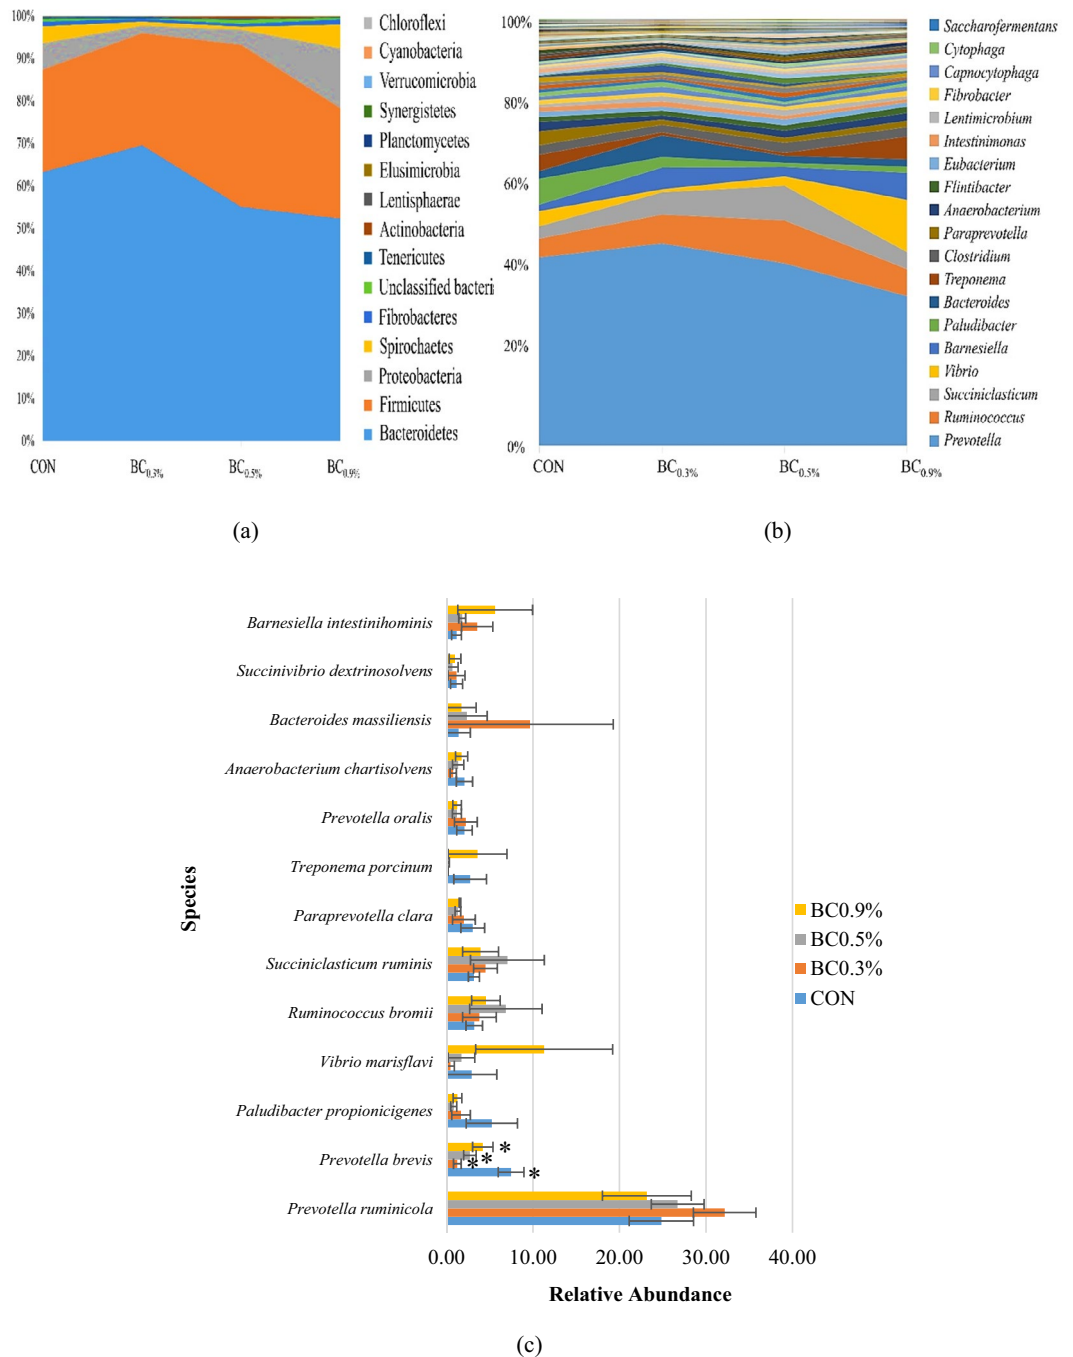 100%
90%
80%
70%
60%
50%
40%
30%
20%
10%
0%
CON BC0.3% BC0.5% BC0.9%
Chloroflexi
Cyanobacteria
Verrucomicrobia
Synergistetes
Planctomycetes
Elusimicrobia
Lentisphaerae
Actinobacteria
Tenericutes
Unclassified bacteri
Fibrobacteres
Spirochaetes
Proteobacteria
Firmicutes
Bacteroidetes
(a)
100%
80%
60%
40%
20%
0%
CON BC0.3% BC0.5% BC0.9%
Saccharofermentans
Cytophaga
Capnocytophaga
Fibrobacter
Lentimicrobium
Intestinimonas
Eubacterium
Flintibacter
Anaerobacterium
Paraprevotella
Clostridium
Treponema
Bacteroides
Paludibacter
Barnesiella
Vibrio
Succiniclasticum
Ruminococcus
Prevotella
(b)
Species
Barnesiella intestinihominis
Succinivibrio dextrinosolvens
Bacteroides massiliensis
Anaerobacterium chartisolvens
Prevotella oralis
Treponema porcinum
Paraprevotella clara
Succiniclasticum ruminis
Ruminococcus bromii
Vibrio marisflavi
Paludibacter propionicigenes
Prevotella brevis
Prevotella ruminicola
*
*
*
*
0.00 10.00 20.00 30.00 40.00
Relative Abundance
BC0.9%
BC0.5%
BC0.3%
CON
(c)